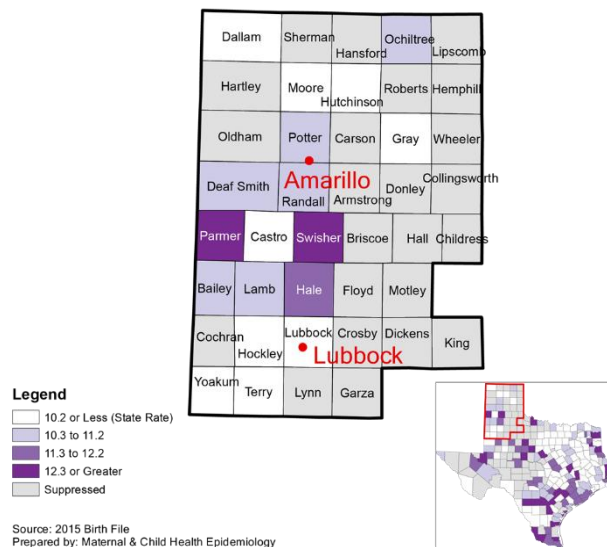 Dallam
Sherman
Hansford
Ochiltree
Lipscomb
Hartley
Moore
Hutchinson
Roberts
Hemphill
Oldham
Potter
Carson
Gray
Wheeler
Amarillo
Deaf Smith
Randall
Armstrong
Donley
Collingsworth
Parmer
Castro
Swisher
Briscoe
Hall
Childress
Bailey
Lamb
Hale
Floyd
Motley
Cochran
Hockley
Lubbock
Crosby
Dickens
King
Lubbock
Yoakum
Terry
Lynn
Garza
Legend
10.2 or Less (State Rate)
10.3 to 11.2
11.3 to 12.2
12.3 or Greater
Suppressed
Source: 2015 Birth File
Prepared by: Maternal & Child Health Epidemiology